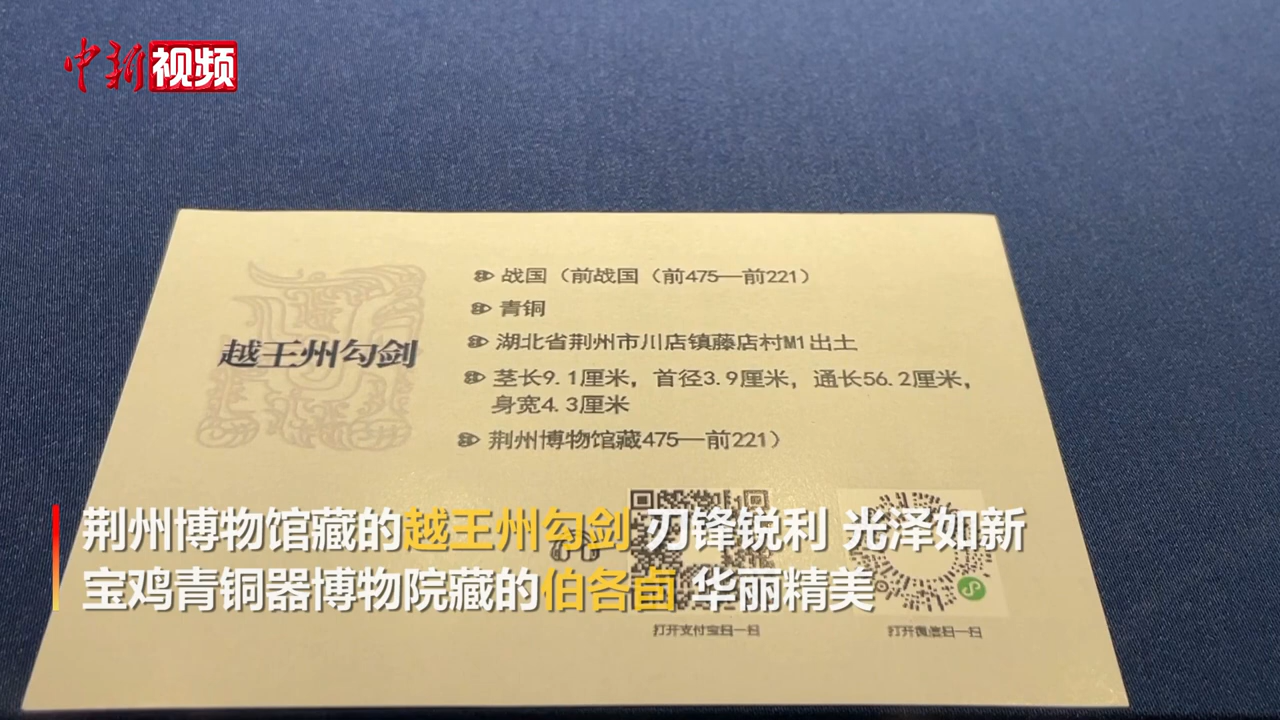 中新视频
越王州勾剑
战国（前战国（前475—前221）
青铜
湖北省荆州市川店镇藤店村M1出土
茎长9.1厘米，首径3.9厘米，通长56.2厘米，
身宽4.3厘米
荆州博物馆藏475—前221）
荆州博物馆藏的越王州勾剑 刃锋锐利 光泽如新
宝鸡青铜器博物院藏的伯各卣 华丽精美
打开支付宝扫一扫
打开微信扫一扫